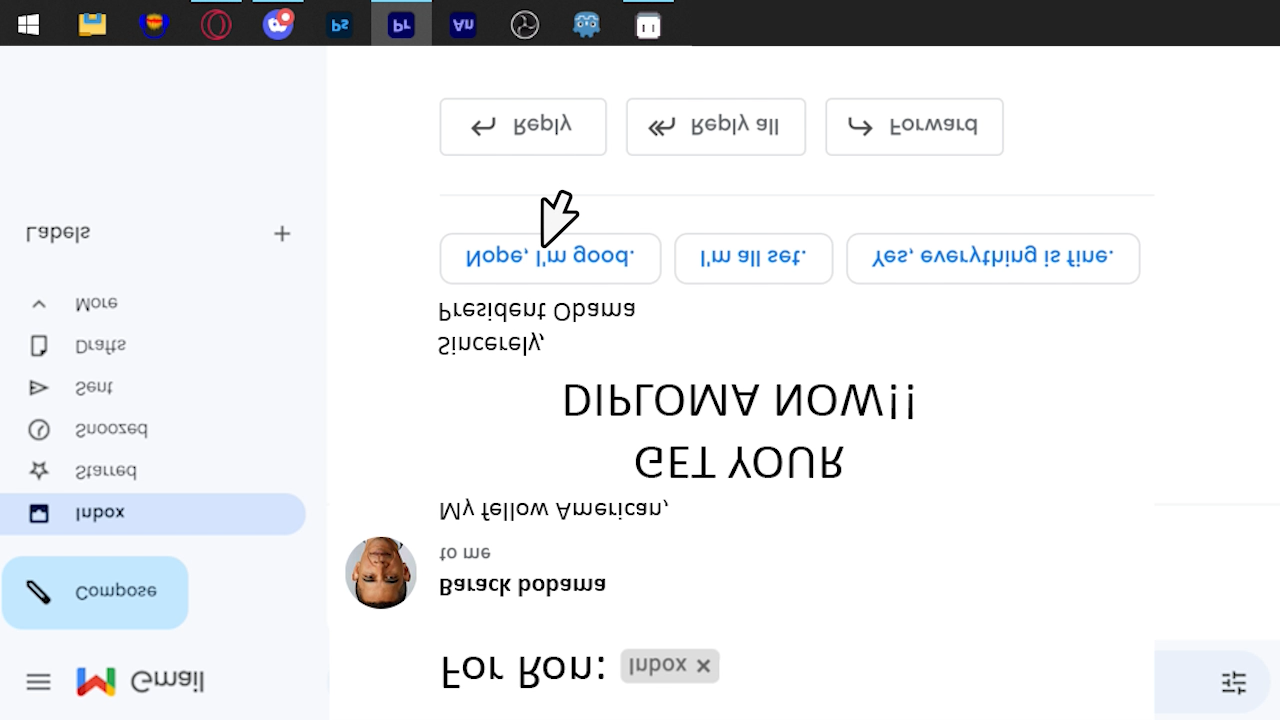 Gmail
Compose
Inbox
Starred
Snoozed
Sent
Drafts
More
Labels
For Ron: Inbox
Barack bobama
to me
My fellow American,
GET YOUR
DIPLOMA NOW!!
Sincerely,
President Obama
Nope, I'm good.
I'm all set.
Yes, everything is fine.
Reply
Reply all
Forward
Ps
Pr
An